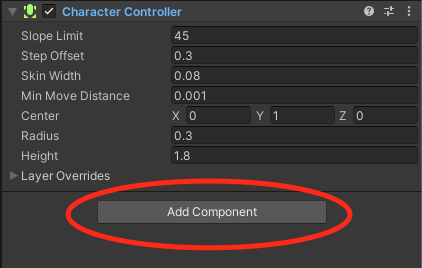 Character Controller
Slope Limit 45
Step Offset 0.3
Skin Width 0.08
Min Move Distance 0.001
Center X 0 Y 1 Z 0
Radius 0.3
Height 1.8
Layer Overrides
Add Component